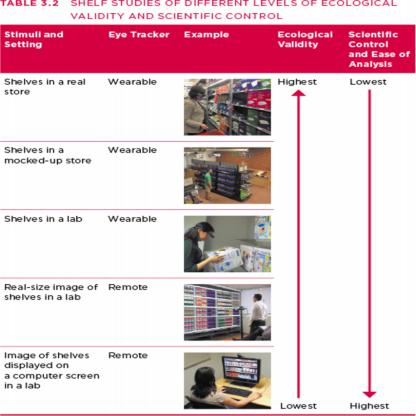 TABLE 3.2 SHELF STUDIES OF DIFFERENT LEVELS OF ECOLOGICAL
VALIDITY AND SCIENTIFIC CONTROL
Stimuli and Setting Eye Tracker Example Ecological Validity Scientific Control and Ease of Analysis
Shelves in a real store Wearable Highest Lowest
Shelves in a mocked-up store Wearable
Shelves in a lab Wearable
Real-size image of shelves in a lab Remote
Image of shelves displayed on a computer screen in a lab Remote
Lowest Highest